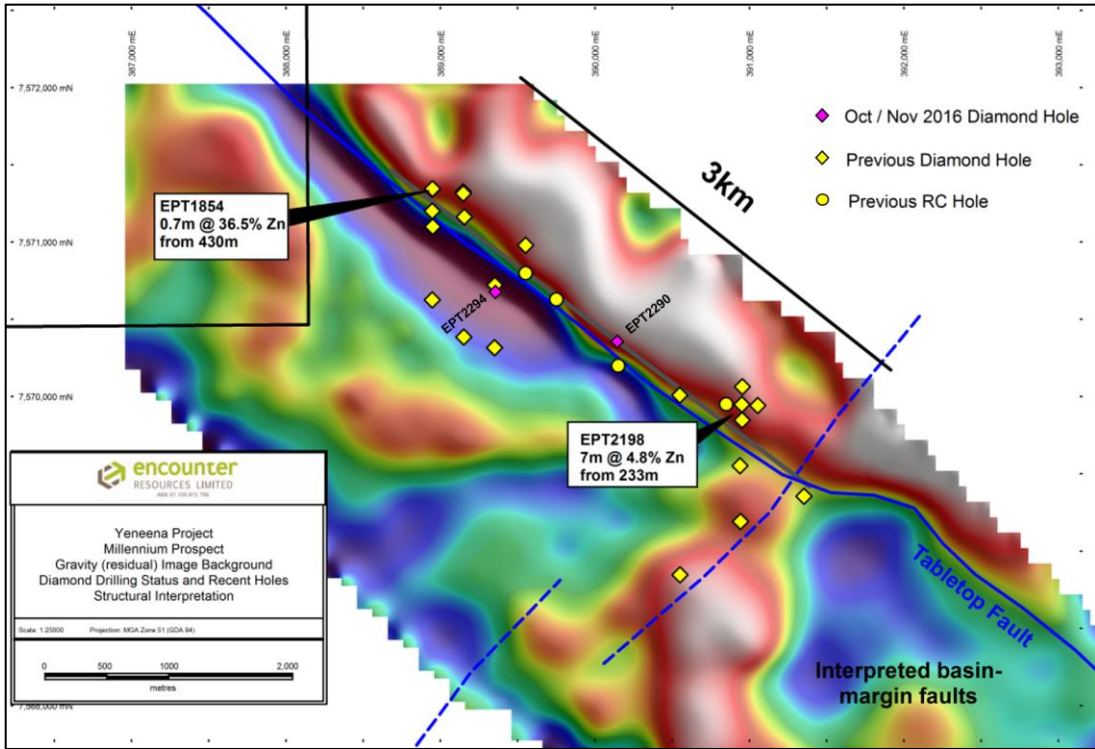 387,000 mE
388,000 mE
389,000 mE
390,000 mE
391,000 mE
392,000 mE
393,000 mE
7,572,000 mN
7,571,000 mN
7,570,000 mN
7,568,000 mN
Oct / Nov 2016 Diamond Hole
Previous Diamond Hole
Previous RC Hole
3km
EPT1854
0.7m @ 36.5% Zn
from 430m
EPT2294
EPT2290
EPT2198
7m @ 4.8% Zn
from 233m
Tabletop Fault
Interpreted basin-
margin faults
encounter
RESOURCES LIMITED
Yeneena Project
Millennium Prospect
Gravity (residual) Image Background
Diamond Drilling Status and Recent Holes
Structural Interpretation
Scale: 1:25000 Projection: MGA Zone 51 (GDA 94)
0 500 1000 2,000
metres